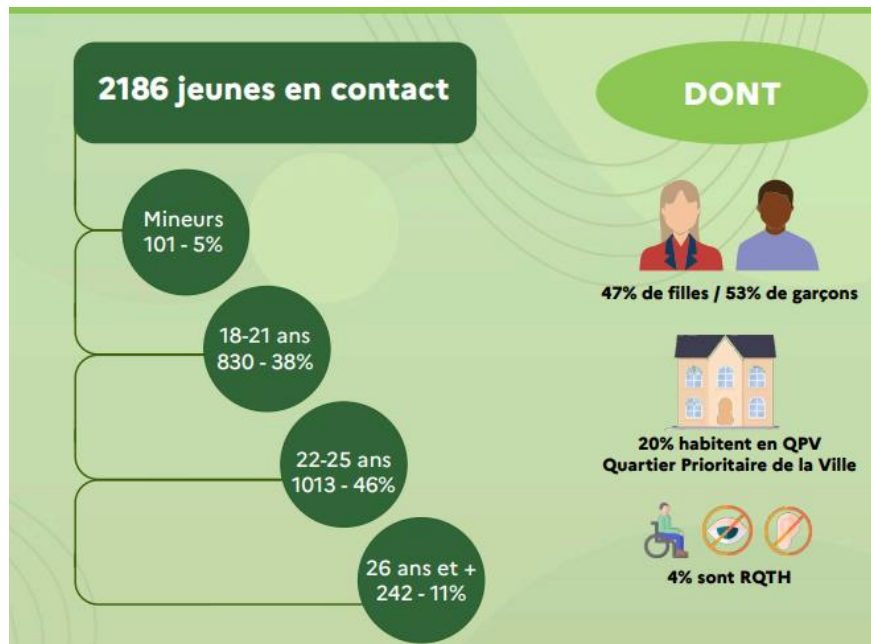 2186 jeunes en contact
DONT
Mineurs
101 - 5%
18-21 ans
830 - 38%
22-25 ans
1013 - 46%
26 ans et +
242 - 11%
47% de filles / 53% de garçons
20% habitent en QPV
Quartier Prioritaire de la Ville
4% sont RQTH